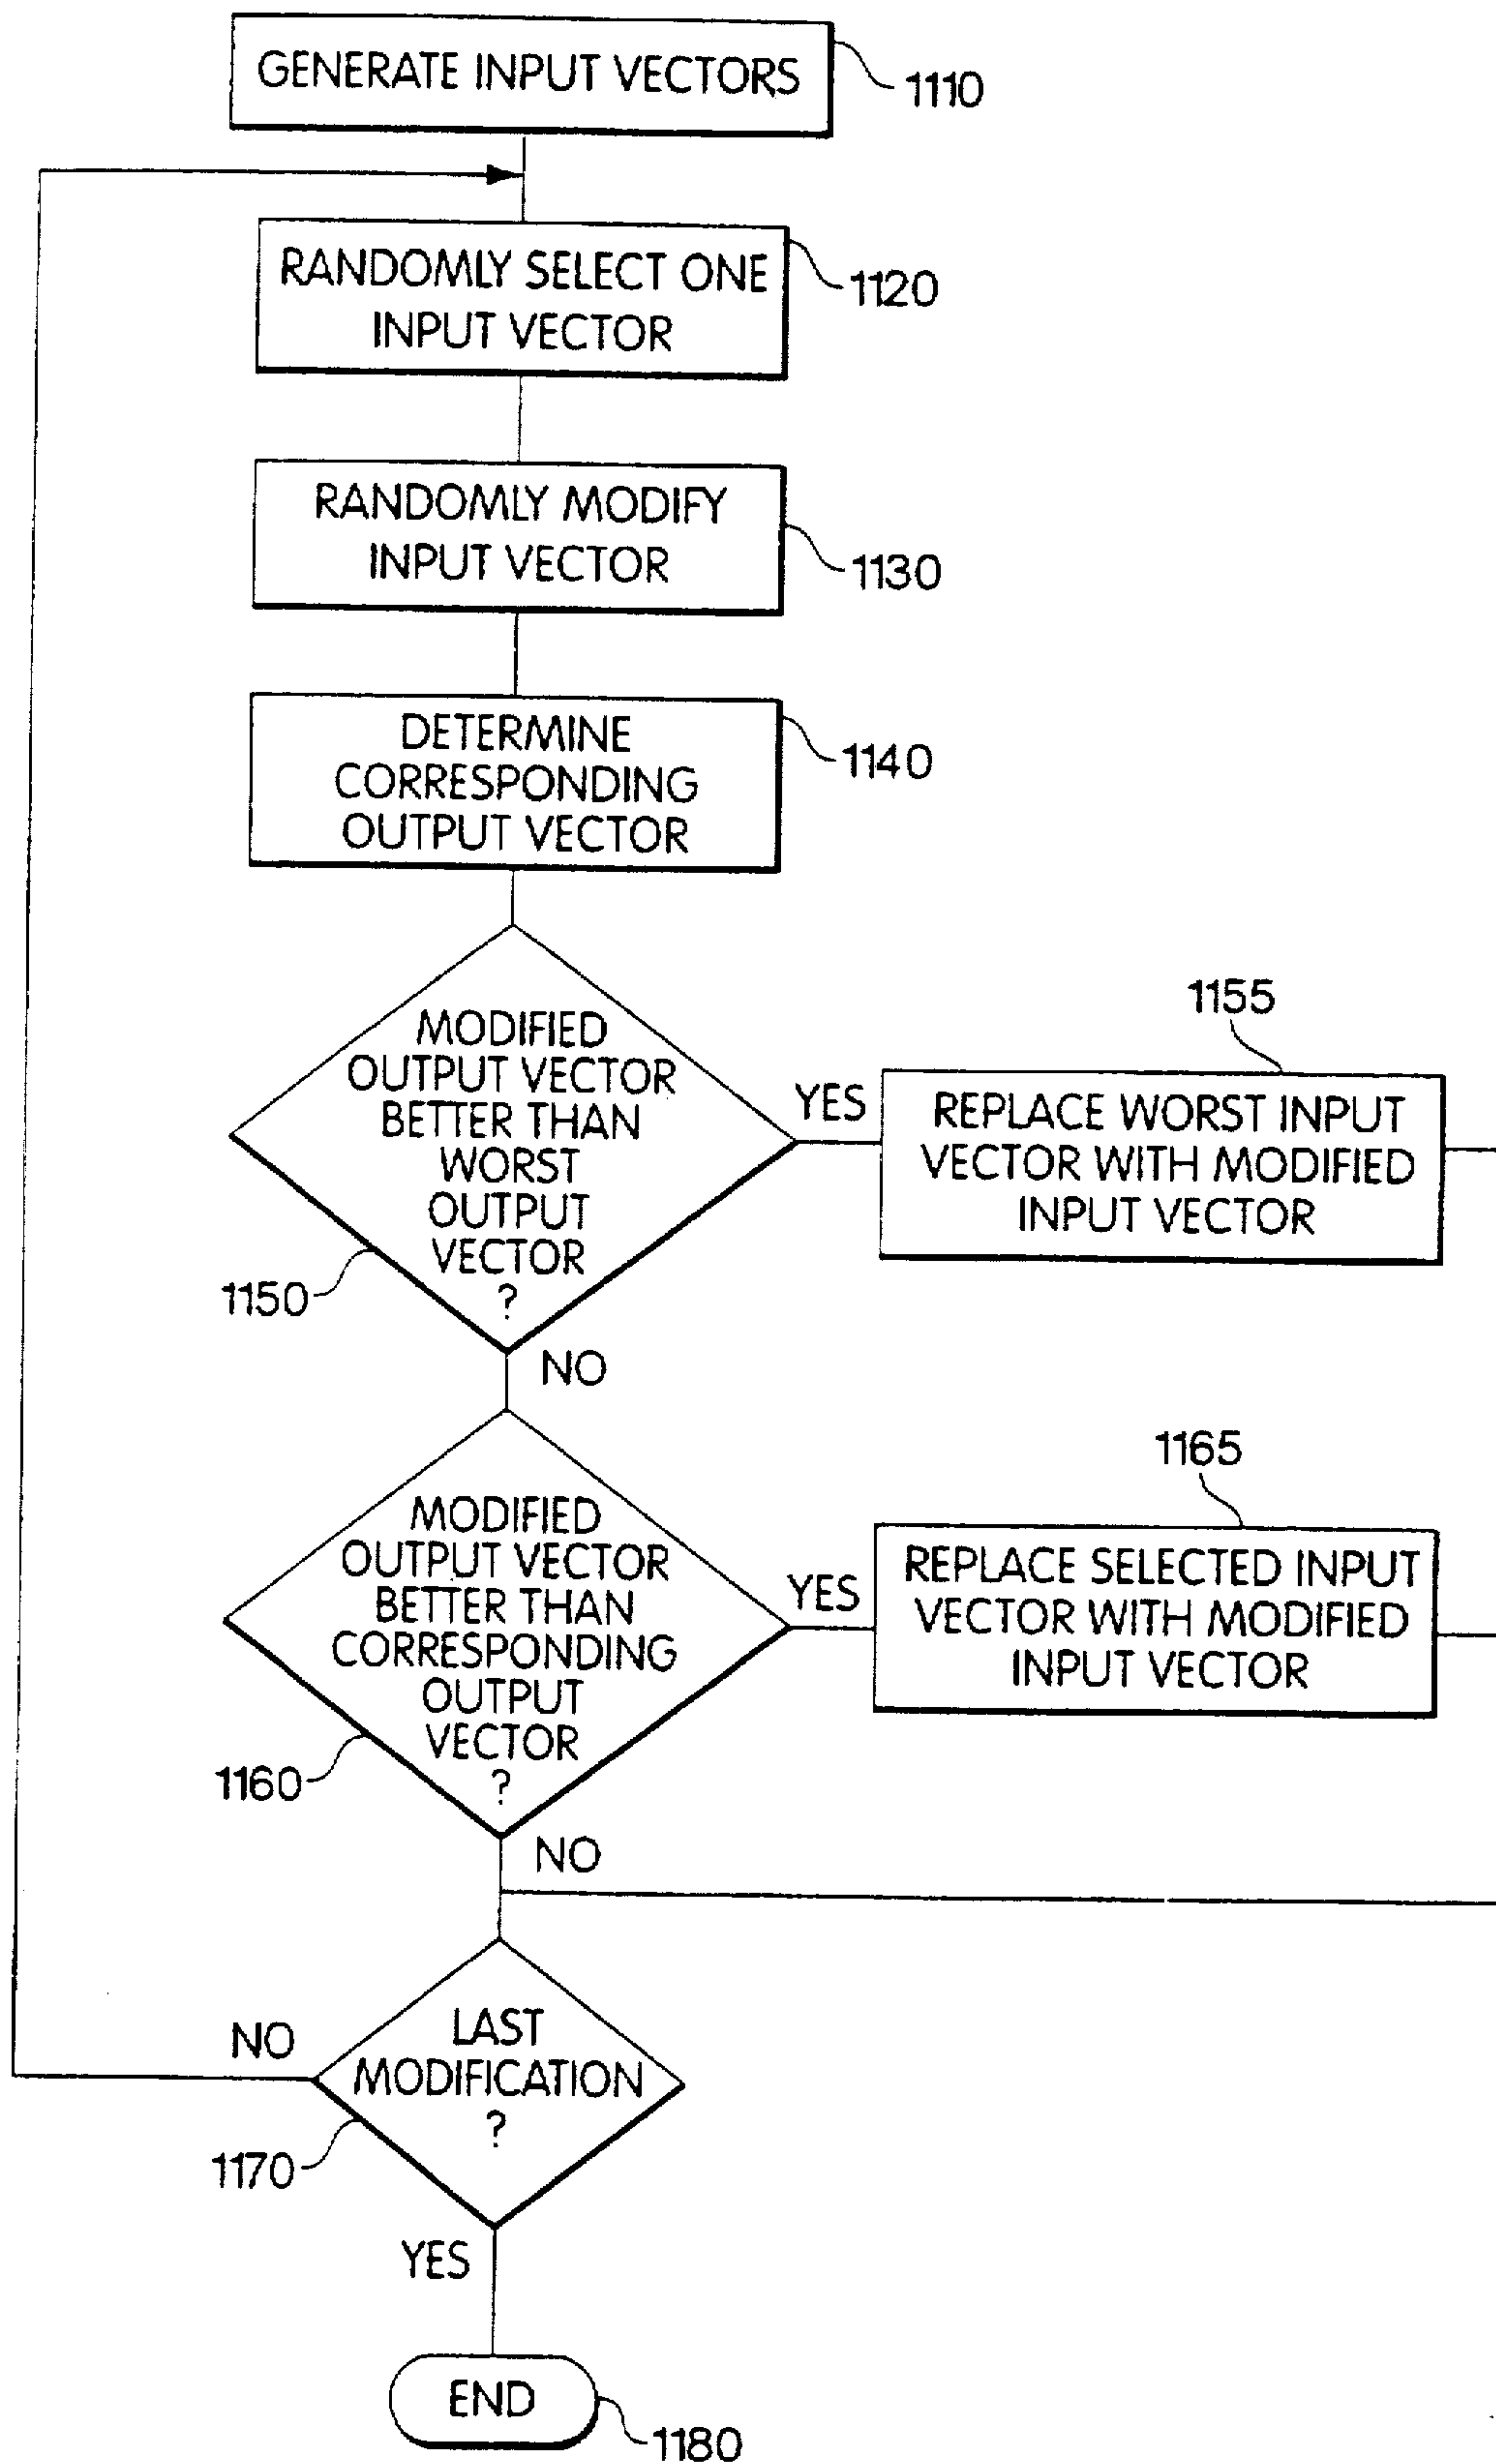 GENERATE INPUT VECTORS
1110
RANDOMLY SELECT ONE
INPUT VECTOR
1120
RANDOMLY MODIFY
INPUT VECTOR
1130
DETERMINE
CORRESPONDING
OUTPUT VECTOR
1140
MODIFIED
OUTPUT VECTOR
BETTER THAN
WORST
OUTPUT
VECTOR
?
1150
YES
1155
REPLACE WORST INPUT
VECTOR WITH MODIFIED
INPUT VECTOR
NO
MODIFIED
OUTPUT VECTOR
BETTER THAN
CORRESPONDING
OUTPUT
VECTOR
?
1160
YES
1165
REPLACE SELECTED INPUT
VECTOR WITH MODIFIED
INPUT VECTOR
NO
LAST
MODIFICATION
?
NO
1170
YES
END
1180